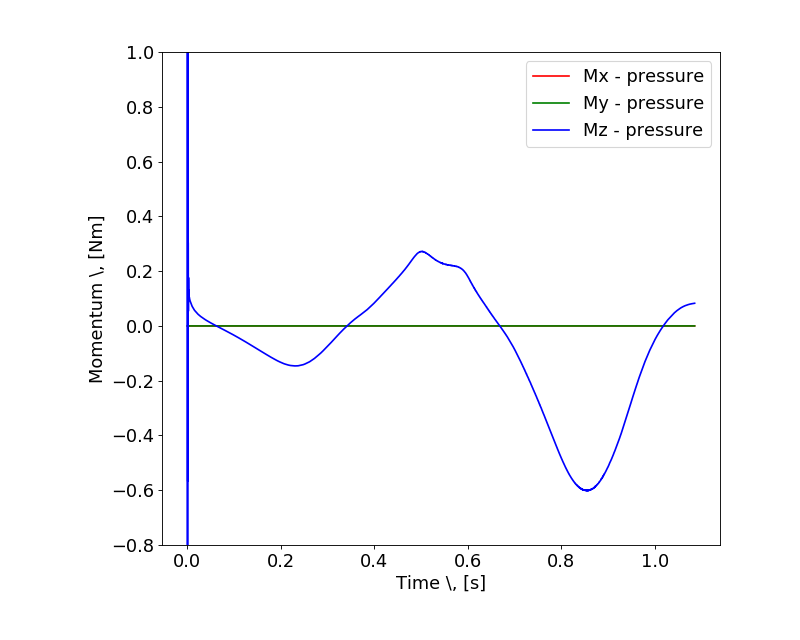 1.0
0.8
0.6
0.4
0.2
0.0
−0.2
−0.4
−0.6
−0.8
0.0 0.2 0.4 0.6 0.8 1.0
Time \, [s]
Momentum \, [Nm]
Mx - pressure
My - pressure
Mz - pressure